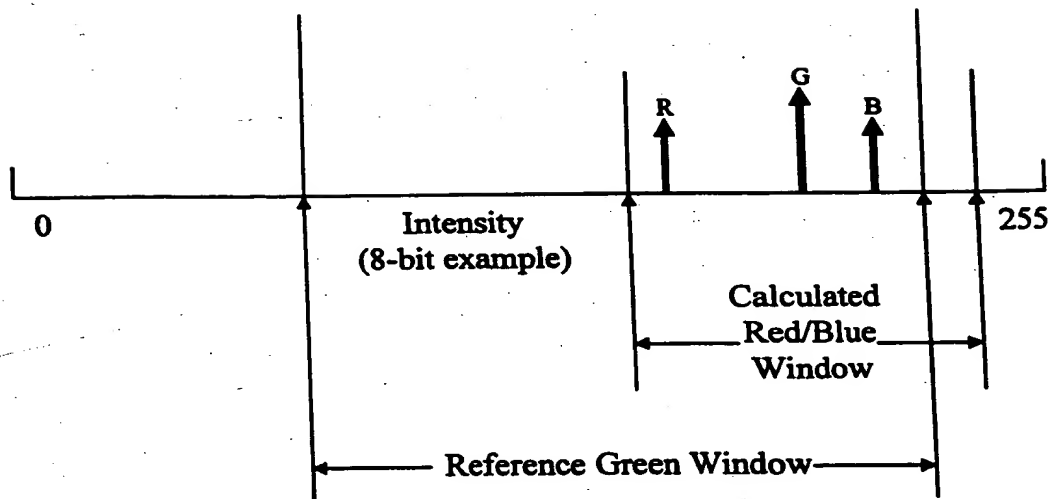 G
R
B
0
255
Intensity
(8-bit example)
Calculated
Red/Blue
Window
Reference Green Window